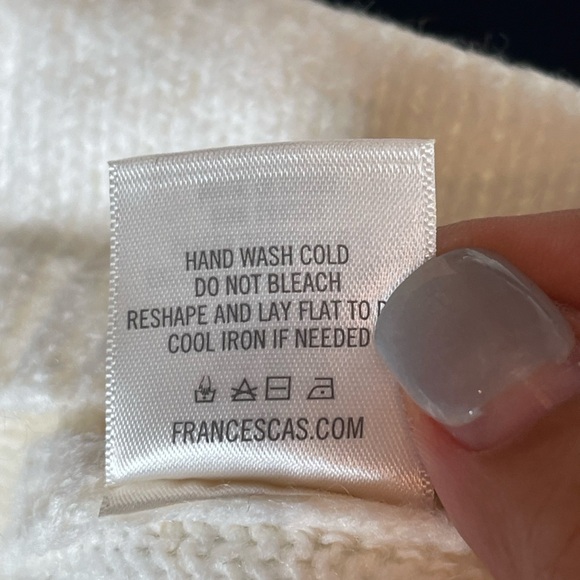 HAND WASH COLD
DO NOT BLEACH
RESHAPE AND LAY FLAT TO
COOL IRON IF NEEDED
FRANCESCAS.COM